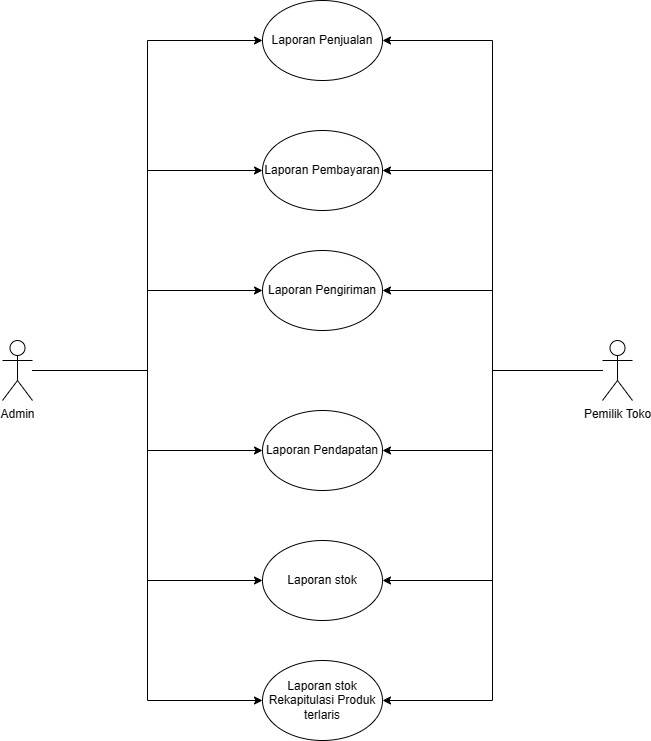 Laporan Penjualan
Laporan Pembayaran
Laporan Pengiriman
Admin
Pemilik Toko
Laporan Pendapatan
Laporan stok
Laporan stok
Rekapitulasi Produk
terlaris